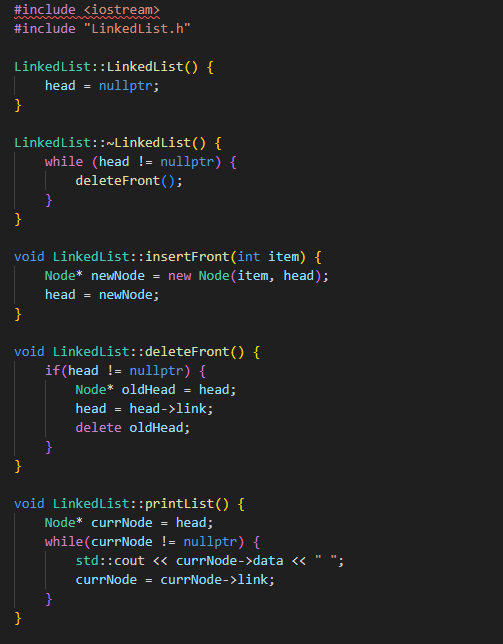 #include <iostream>
#include "LinkedList.h"

LinkedList::LinkedList() {
    head = nullptr;
}

LinkedList::~LinkedList() {
    while (head != nullptr) {
        deleteFront();
    }
}

void LinkedList::insertFront(int item) {
    Node* newNode = new Node(item, head);
    head = newNode;
}

void LinkedList::deleteFront() {
    if(head != nullptr) {
        Node* oldHead = head;
        head = head->link;
        delete oldHead;
    }
}

void LinkedList::printList() {
    Node* currNode = head;
    while(currNode != nullptr) {
        std::cout << currNode->data << " ";
        currNode = currNode->link;
    }
}